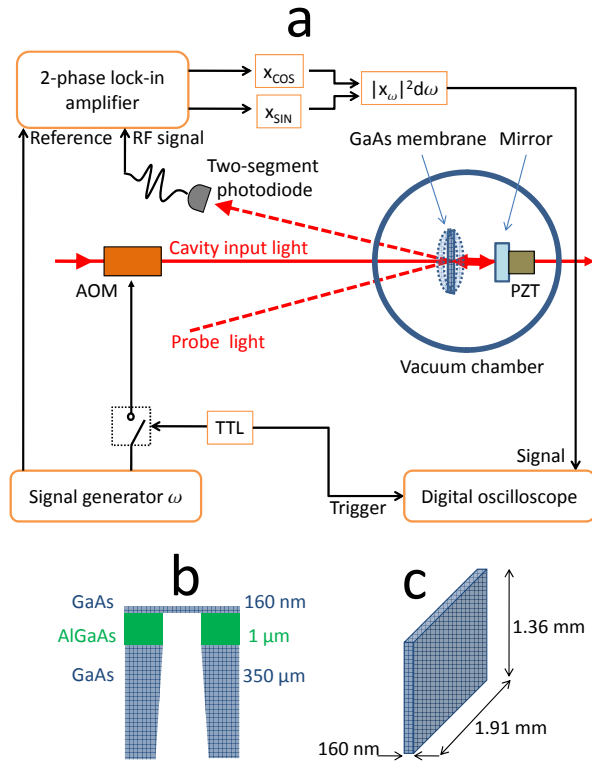 a
2-phase lock-in
amplifier
x_COS
x_SIN
|x_ω|²dω
Reference
RF signal
Two-segment
photodiode
GaAs membrane
Mirror
Cavity input light
AOM
PZT
Probe light
Vacuum chamber
TTL
Signal
Signal generator ω
Trigger
Digital oscilloscope
b
GaAs
160 nm
AlGaAs
1 μm
GaAs
350 μm
c
1.36 mm
1.91 mm
160 nm